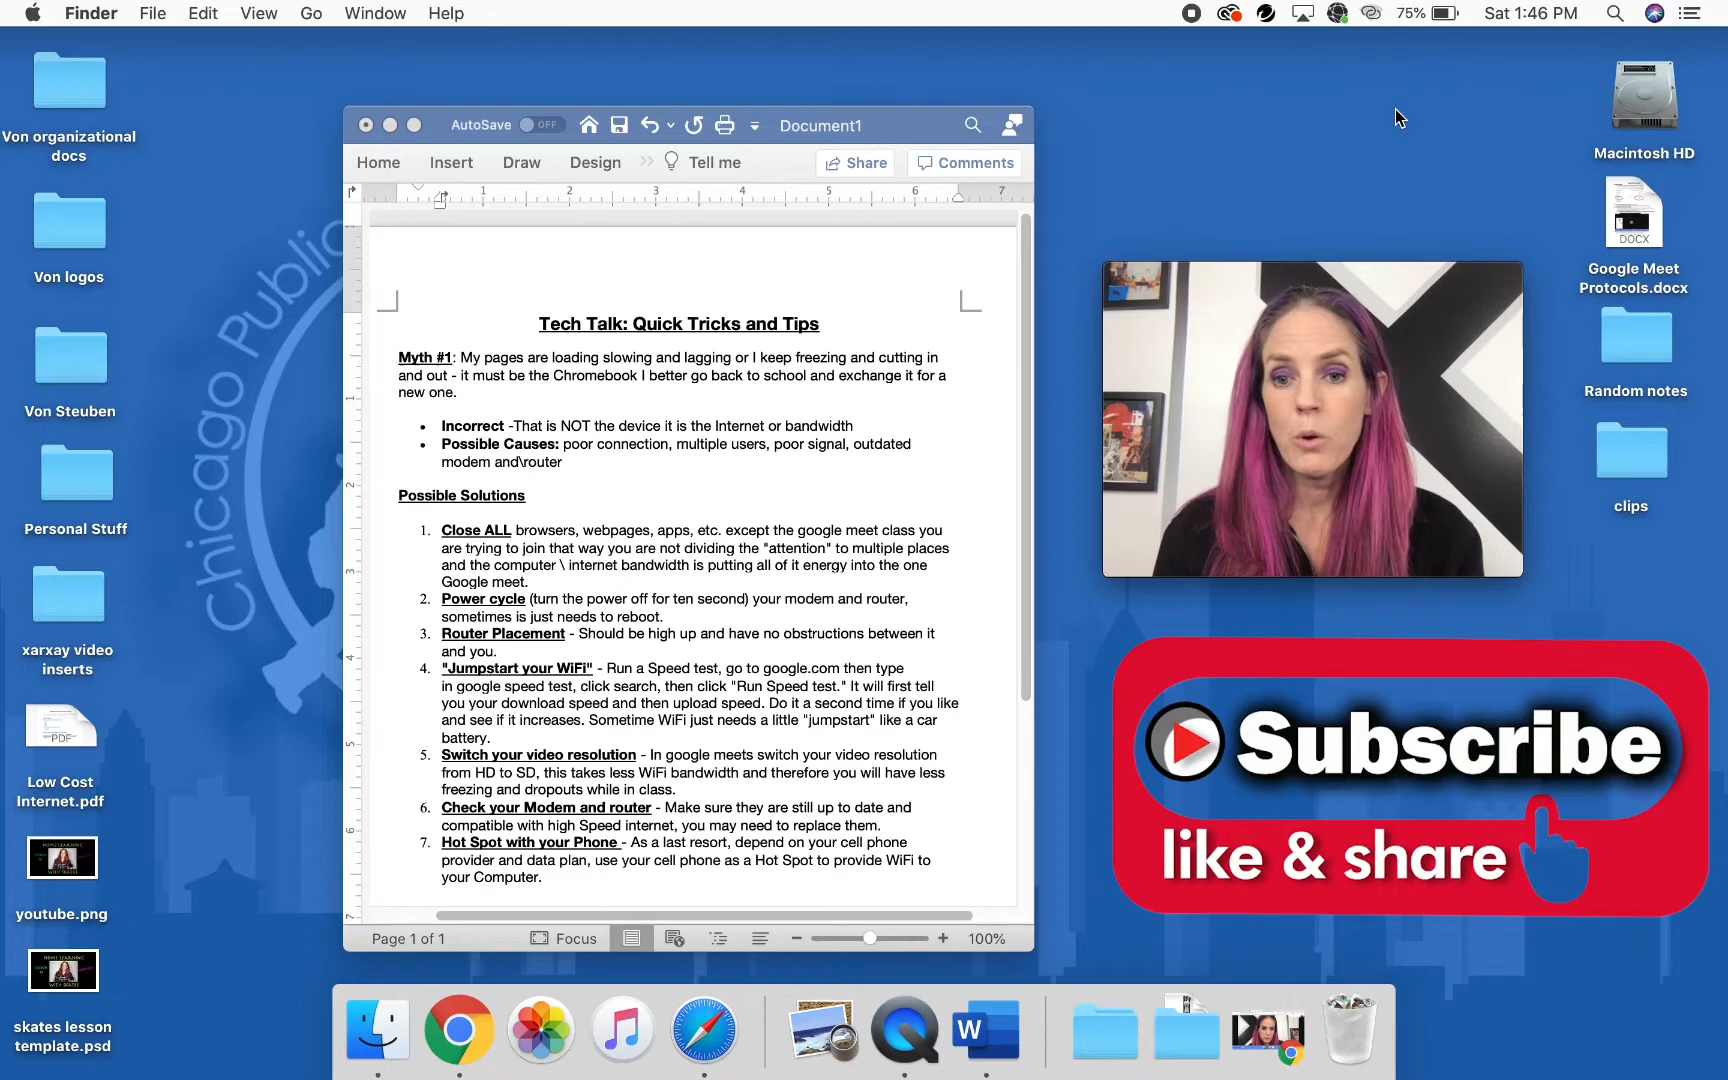 Finder File Edit View Go Window Help
75% Sat 1:46 PM
Von organizational
docs
Von logos
Von Steuben
Personal Stuff
xarxay video
inserts
PDF
Low Cost
Internet.pdf
youtube.png
skates lesson
template.psd
Chicago Public
AutoSave OFF Document1
Home Insert Draw Design Tell me Share Comments
1 2 3 4 5 6 7
Tech Talk: Quick Tricks and Tips
Myth #1: My pages are loading slowing and lagging or I keep freezing and cutting in
and out - it must be the Chromebook I better go back to school and exchange it for a
new one.
• Incorrect -That is NOT the device it is the Internet or bandwidth
• Possible Causes: poor connection, multiple users, poor signal, outdated
modem and\router
Possible Solutions
1. Close ALL browsers, webpages, apps, etc. except the google meet class you
are trying to join that way you are not dividing the "attention" to multiple places
and the computer \ internet bandwidth is putting all of it energy into the one
Google meet.
2. Power cycle (turn the power off for ten second) your modem and router,
sometimes is just needs to reboot.
3. Router Placement - Should be high up and have no obstructions between it
and you.
4. "Jumpstart your WiFi" - Run a Speed test, go to google.com then type
in google speed test, click search, then click "Run Speed test." It will first tell
you your download speed and then upload speed. Do it a second time if you like
and see if it increases. Sometime WiFi just needs a little "jumpstart" like a car
battery.
5. Switch your video resolution - In google meets switch your video resolution
from HD to SD, this takes less WiFi bandwidth and therefore you will have less
freezing and dropouts while in class.
6. Check your Modem and router - Make sure they are still up to date and
compatible with high Speed internet, you may need to replace them.
7. Hot Spot with your Phone - As a last resort, depend on your cell phone
provider and data plan, use your cell phone as a Hot Spot to provide WiFi to
your Computer.
Page 1 of 1 Focus 100%
Macintosh HD
DOCX
Google Meet
Protocols.docx
Random notes
clips
Subscribe
like & share
W